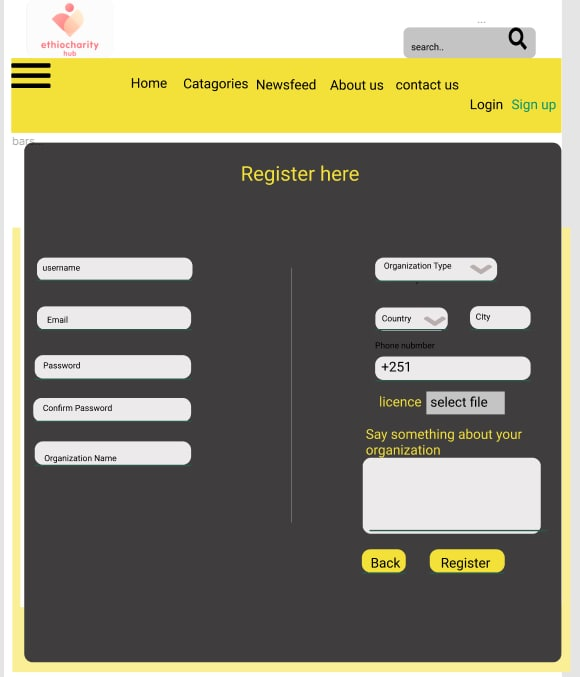 ethiocharity
hub
...
search..
Home Catagories Newsfeed About us contact us
Login Sign up
bars...
Register here
username
Email
Password
Confirm Password
Organization Name
Organization Type
Country
CIty
Phone nubmber
+251
licence select file
Say something about your
organization
Back Register